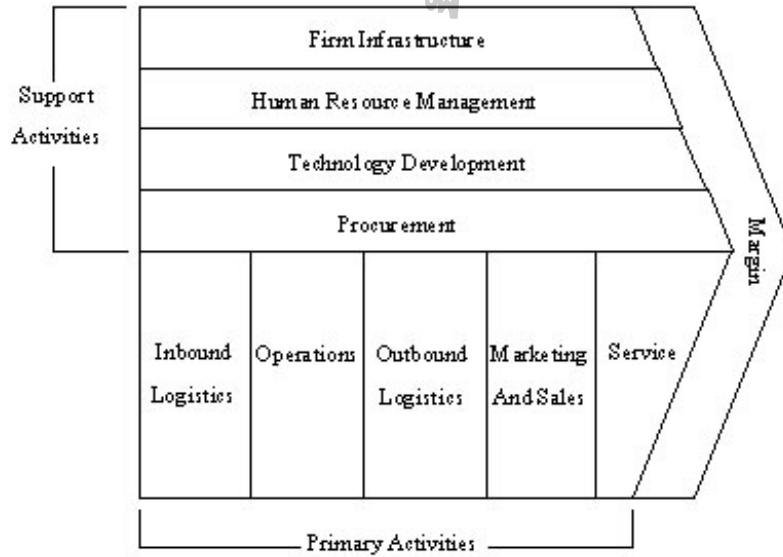 Firm Infrastructure
Support
Activities
Human Resource Management
Technology Development
Procurement
Margin
Inbound
Logistics
Operations
Outbound
Logistics
Marketing
And Sales
Service
Primary Activities